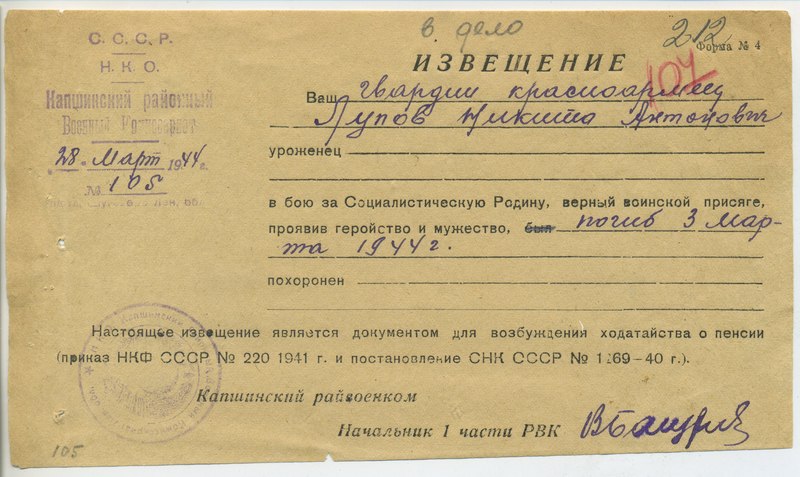 в дело
212
Форма № 4
С. С. С. Р.
Н. К. О.
Капшинский районный
Военный Комиссариат
„28“ Март 1944 г.
№ 105
ИЗВЕЩЕНИЕ
107
Ваш гвардии красноармеец
Лупов Никита Антонович
уроженец
в бою за Социалистическую Родину, верный воинской присяге,
проявив геройство и мужество, был погиб 3 Мар-
та 1944 г.
похоронен
Настоящее извещение является документом для возбуждения ходатайства о пенсии
(приказ НКФ СССР № 220 1941 г. и постановление СНК СССР № 1269-40 г.).
Капшинский райвоенком
Начальник 1 части РВК
105